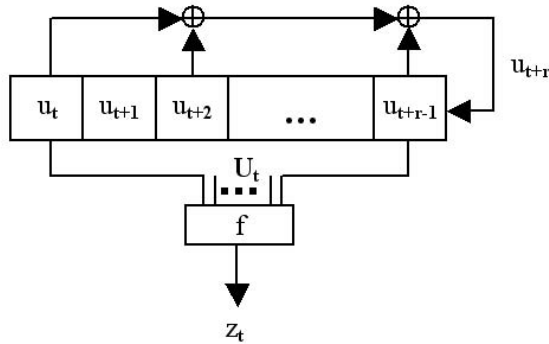 u_{t+r}
u_t u_{t+1} u_{t+2} ... u_{t+r-1}
U_t
...
f
z_t